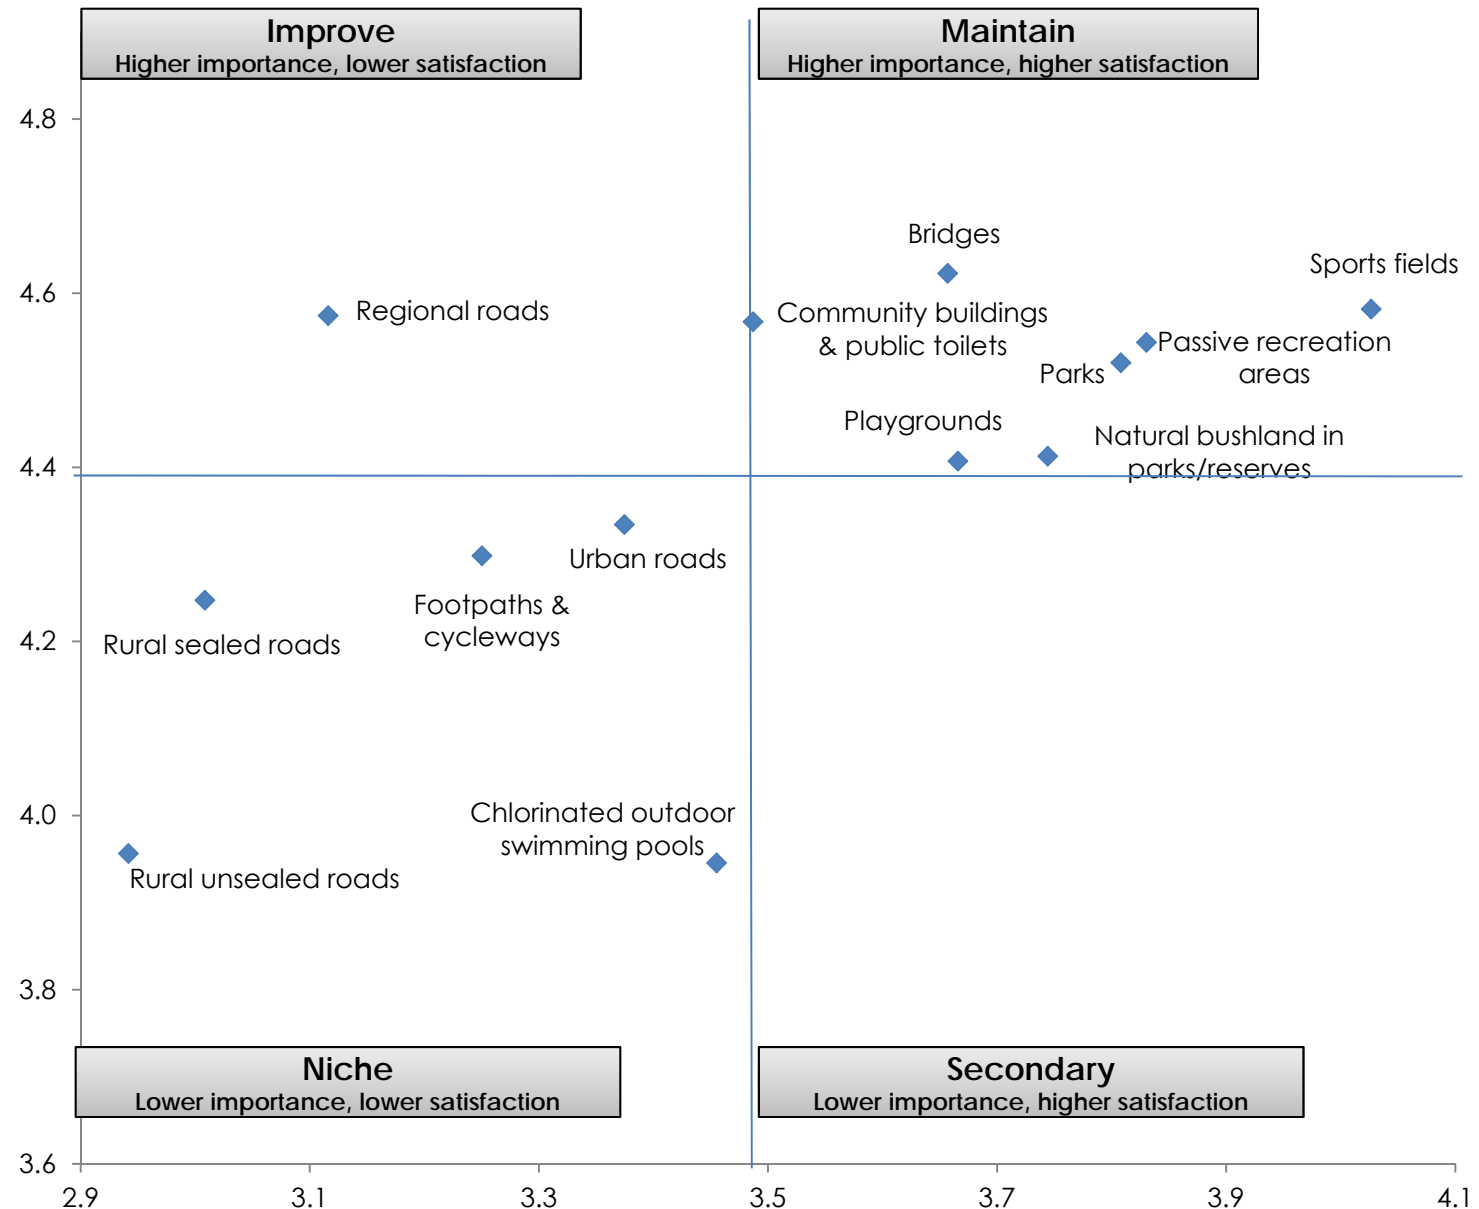 Improve
Higher importance, lower satisfaction
Maintain
Higher importance, higher satisfaction
4.8
Bridges
Sports fields
4.6
Regional roads
Community buildings
& public toilets
Passive recreation
areas
Parks
Playgrounds
Natural bushland in
parks/reserves
4.4
Urban roads
Footpaths &
cycleways
4.2
Rural sealed roads
4.0
Chlorinated outdoor
swimming pools
Rural unsealed roads
3.8
Niche
Lower importance, lower satisfaction
Secondary
Lower importance, higher satisfaction
3.6
2.9 3.1 3.3 3.5 3.7 3.9 4.1